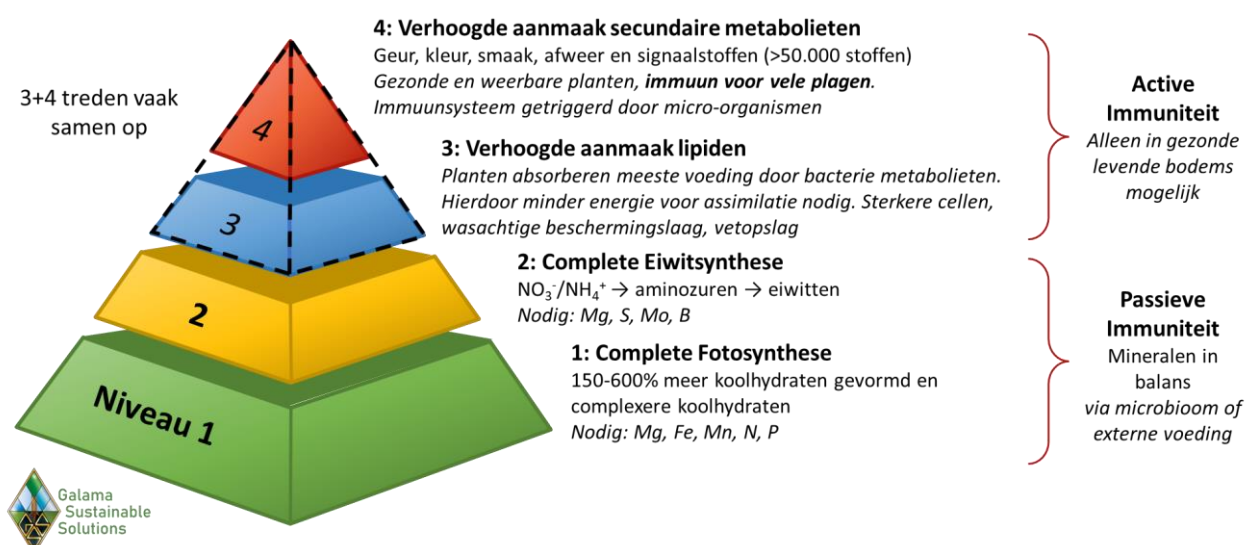 4: Verhoogde aanmaak secundaire metabolieten
Geur, kleur, smaak, afweer en signaalstoffen (>50.000 stoffen)
Gezonde en weerbare planten, immuun voor vele plagen.
Immuunsysteem getriggerd door micro-organismen
3+4 treden vaak
samen op
4
Active
Immuniteit
Alleen in gezonde
levende bodems
mogelijk
3: Verhoogde aanmaak lipiden
Planten absorberen meeste voeding door bacterie metabolieten.
Hierdoor minder energie voor assimilatie nodig. Sterkere cellen,
wasachtige beschermingslaag, vetopslag
3
2: Complete Eiwitsynthese
NO₃⁻/NH₄⁺ → aminozuren → eiwitten
Nodig: Mg, S, Mo, B
2
Passieve
Immuniteit
Mineralen in
balans
via microbioom of
externe voeding
1: Complete Fotosynthese
150-600% meer koolhydraten gevormd en
complexere koolhydraten
Nodig: Mg, Fe, Mn, N, P
Niveau 1
Galama
Sustainable
Solutions